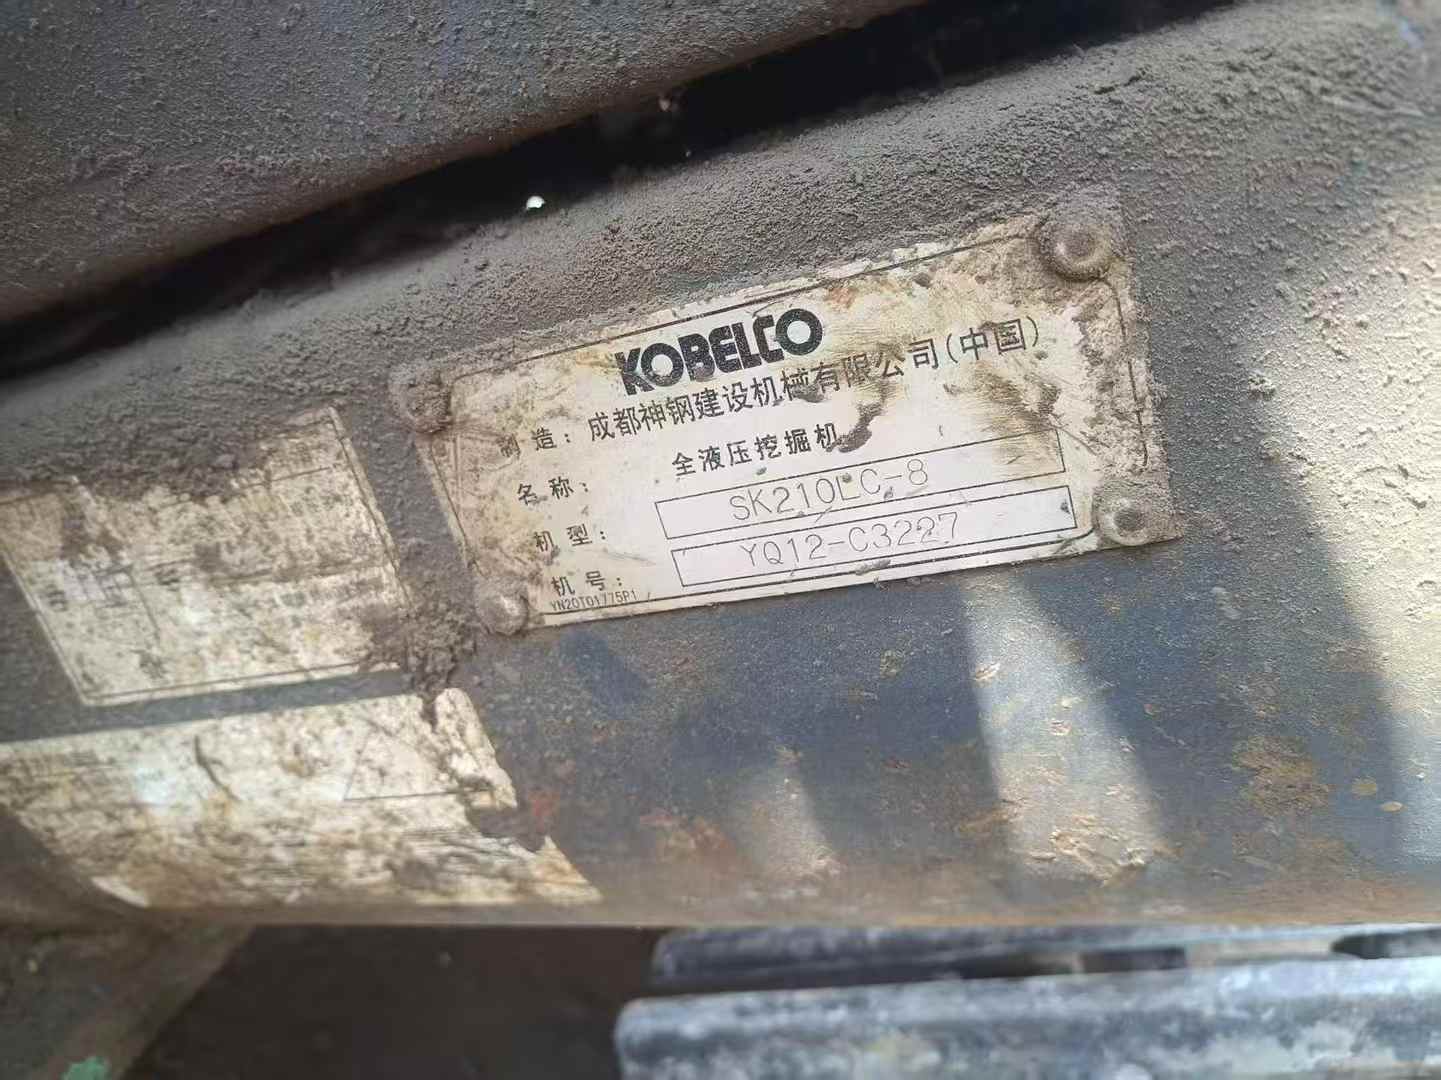 KOBELCO
制造：成都神钢建设机械有限公司(中国)
名称：全液压挖掘机
机型：SK210LC-8
机号：YQ12-C3227
YN20T01775P1